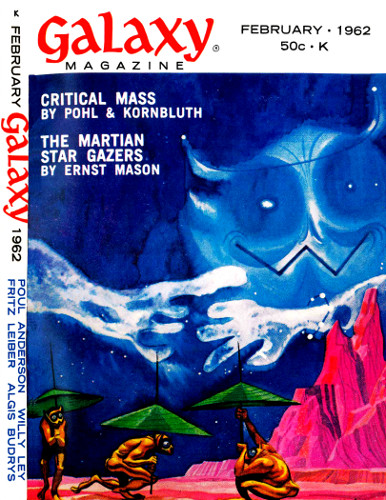 K
FEBRUARY
Galaxy
1962
POUL ANDERSON WILLY LEY
FRITZ LEIBER ALGIS BUDRYS
Galaxy®
MAGAZINE
FEBRUARY · 1962
50c · K
CRITICAL MASS
BY POHL & KORNBLUTH
THE MARTIAN
STAR GAZERS
BY ERNST MASON